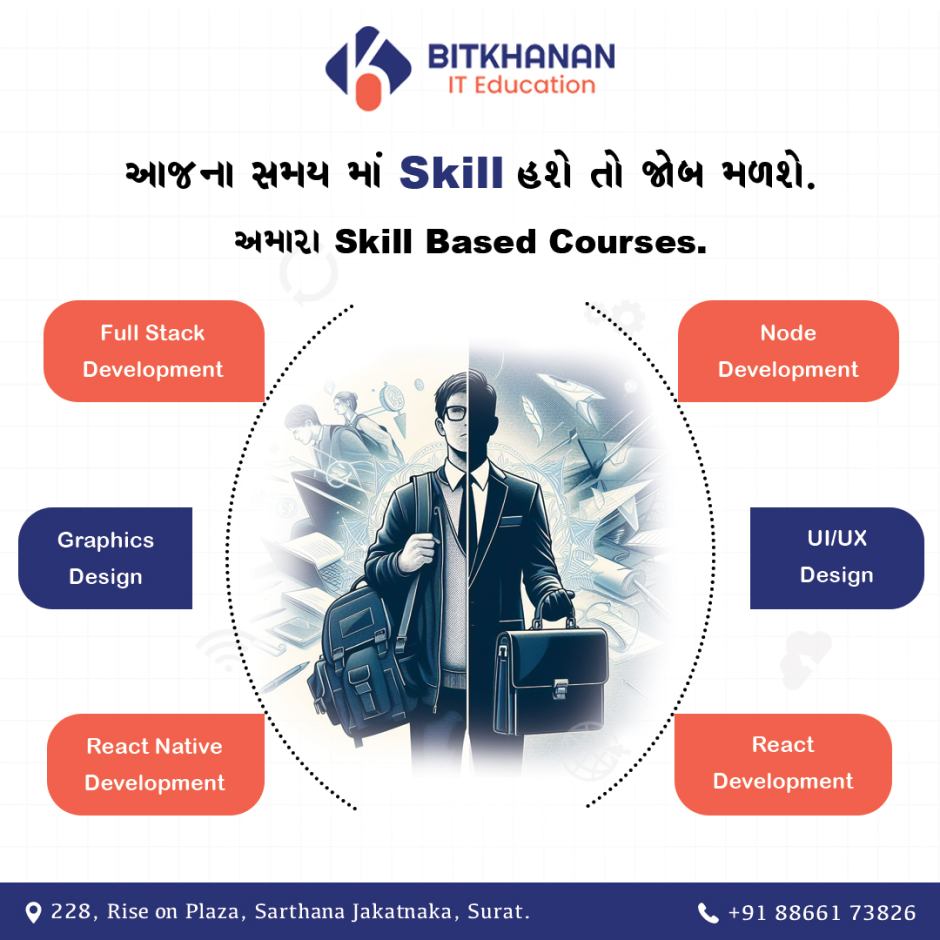 BITKHANAN
IT Education
આજના સમય માં Skill હશે તો જોબ મળશે.
અમારા Skill Based Courses.
Full Stack
Development
Node
Development
Graphics
Design
UI/UX
Design
React Native
Development
React
Development
228, Rise on Plaza, Sarthana Jakatnaka, Surat.
+91 88661 73826